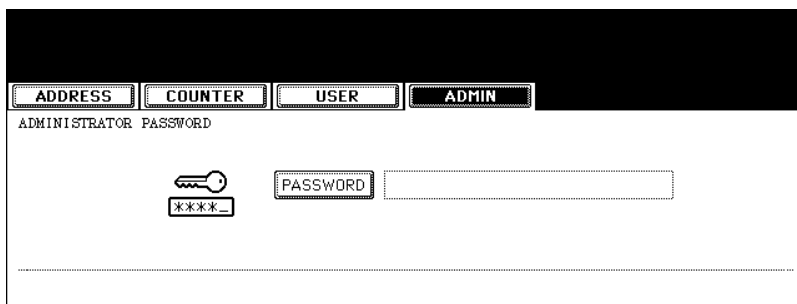 ADDRESS COUNTER USER ADMIN
ADMINISTRATOR PASSWORD
PASSWORD
****_